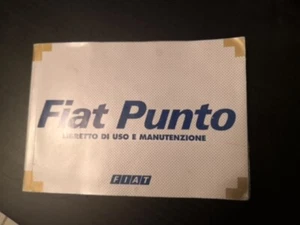 Fiat Punto
LIBRETTO DI USO E MANUTENZIONE
FIAT